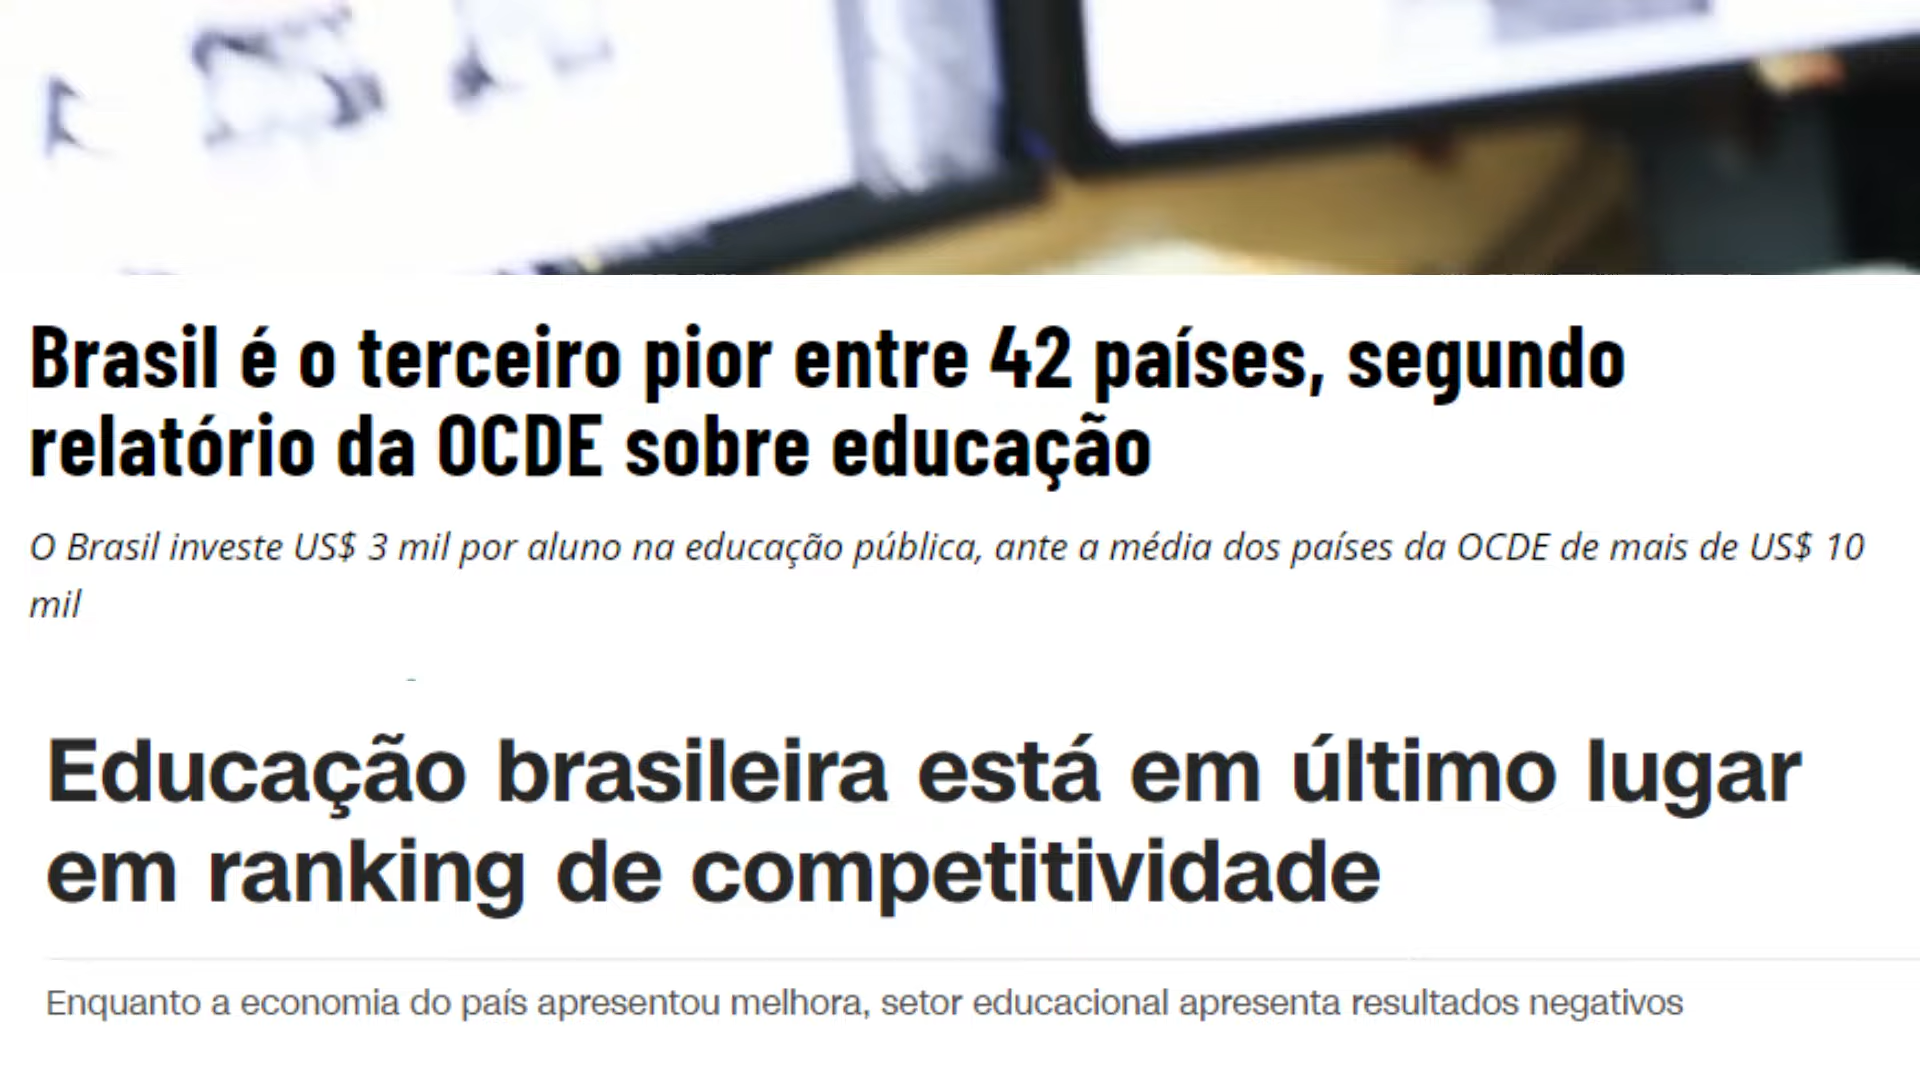 Brasil é o terceiro pior entre 42 países, segundo
relatório da OCDE sobre educação
O Brasil investe US$ 3 mil por aluno na educação pública, ante a média dos países da OCDE de mais de US$ 10
mil
Educação brasileira está em último lugar
em ranking de competitividade
Enquanto a economia do país apresentou melhora, setor educacional apresenta resultados negativos